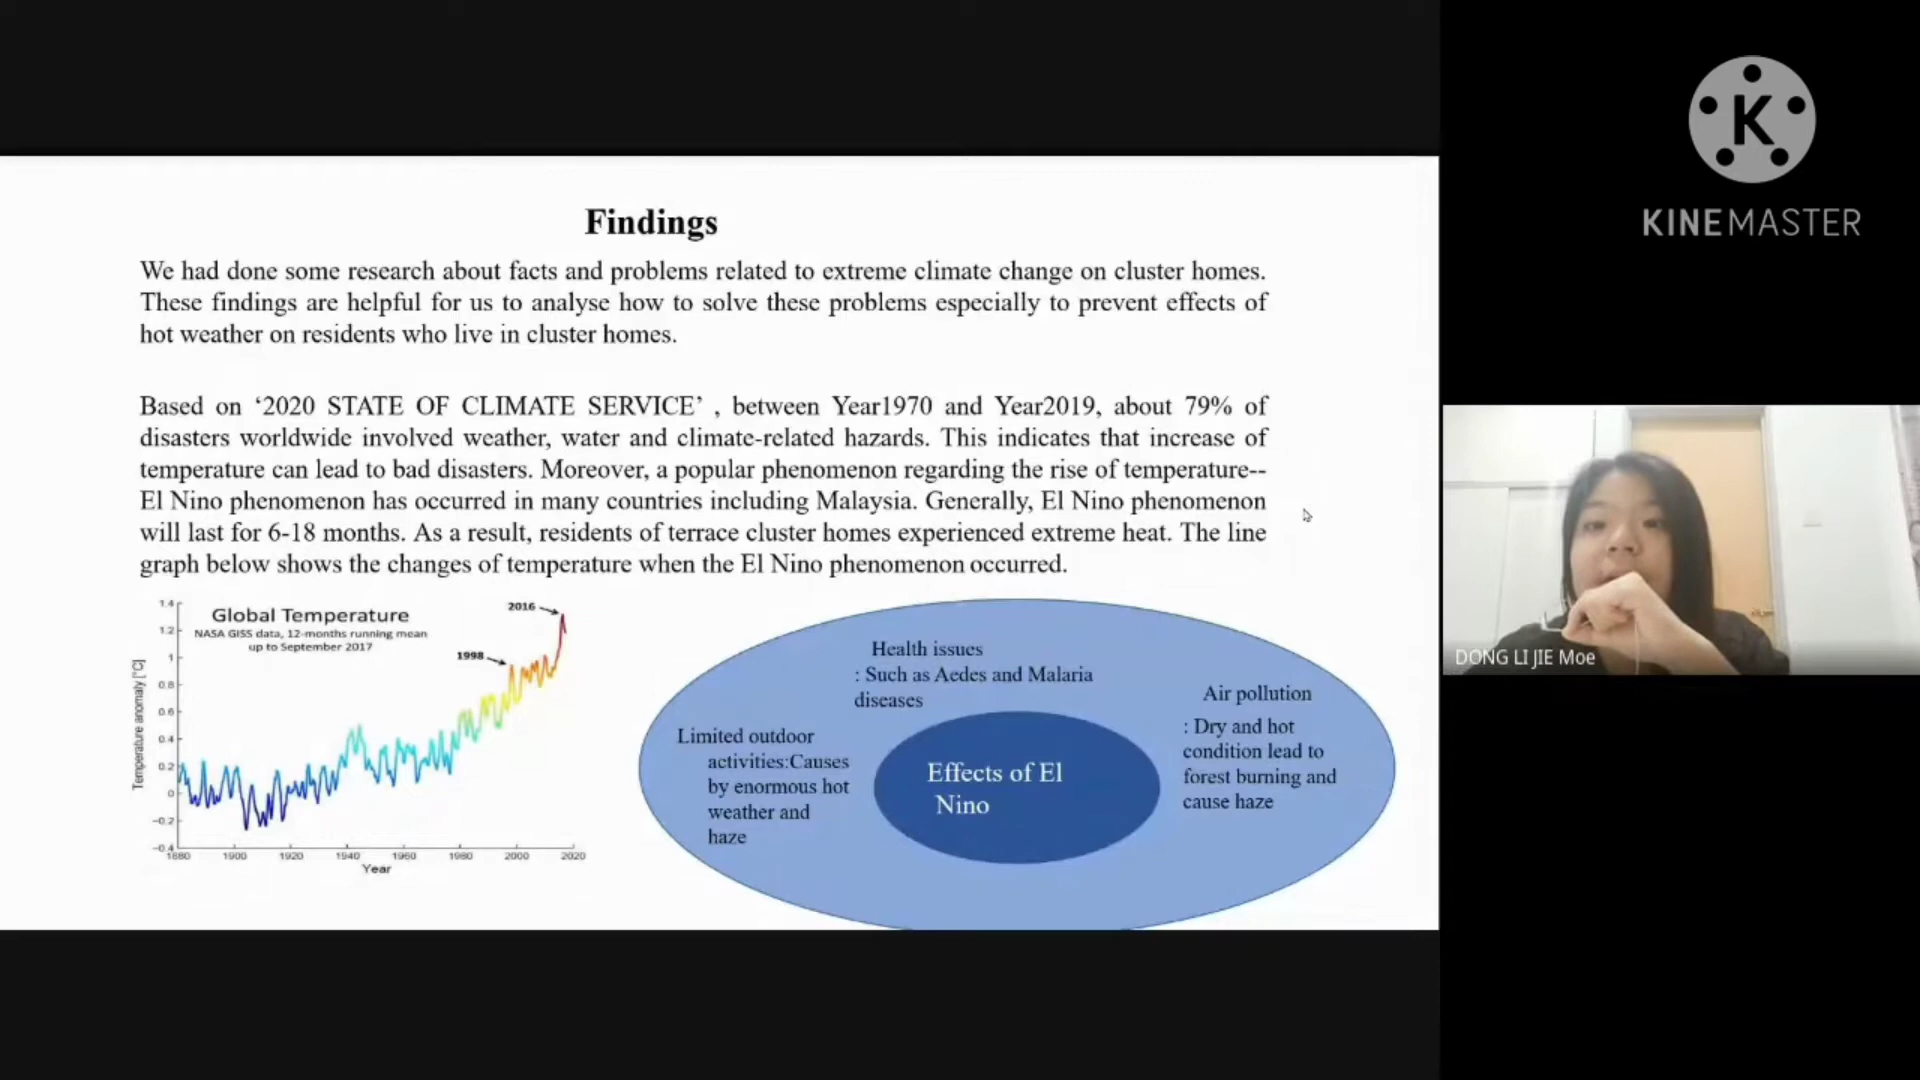 Findings
We had done some research about facts and problems related to extreme climate change on cluster homes.
These findings are helpful for us to analyse how to solve these problems especially to prevent effects of
hot weather on residents who live in cluster homes.
Based on ‘2020 STATE OF CLIMATE SERVICE’ , between Year1970 and Year2019, about 79% of
disasters worldwide involved weather, water and climate-related hazards. This indicates that increase of
temperature can lead to bad disasters. Moreover, a popular phenomenon regarding the rise of temperature--
El Nino phenomenon has occurred in many countries including Malaysia. Generally, El Nino phenomenon
will last for 6-18 months. As a result, residents of terrace cluster homes experienced extreme heat. The line
graph below shows the changes of temperature when the El Nino phenomenon occurred.
Global Temperature
NASA GISS data, 12-months running mean
up to September 2017
2016
1998
Temperature anomaly [°C]
1.4
1.2
1
0.8
0.6
0.4
0.2
0
−0.2
−0.4
1880 1900 1920 1940 1960 1980 2000 2020
Year
Health issues
: Such as Aedes and Malaria
diseases
Limited outdoor
activities:Causes
by enormous hot
weather and
haze
Effects of El
Nino
Air pollution
: Dry and hot
condition lead to
forest burning and
cause haze
K
KINEMASTER
DONG LI JIE Moe